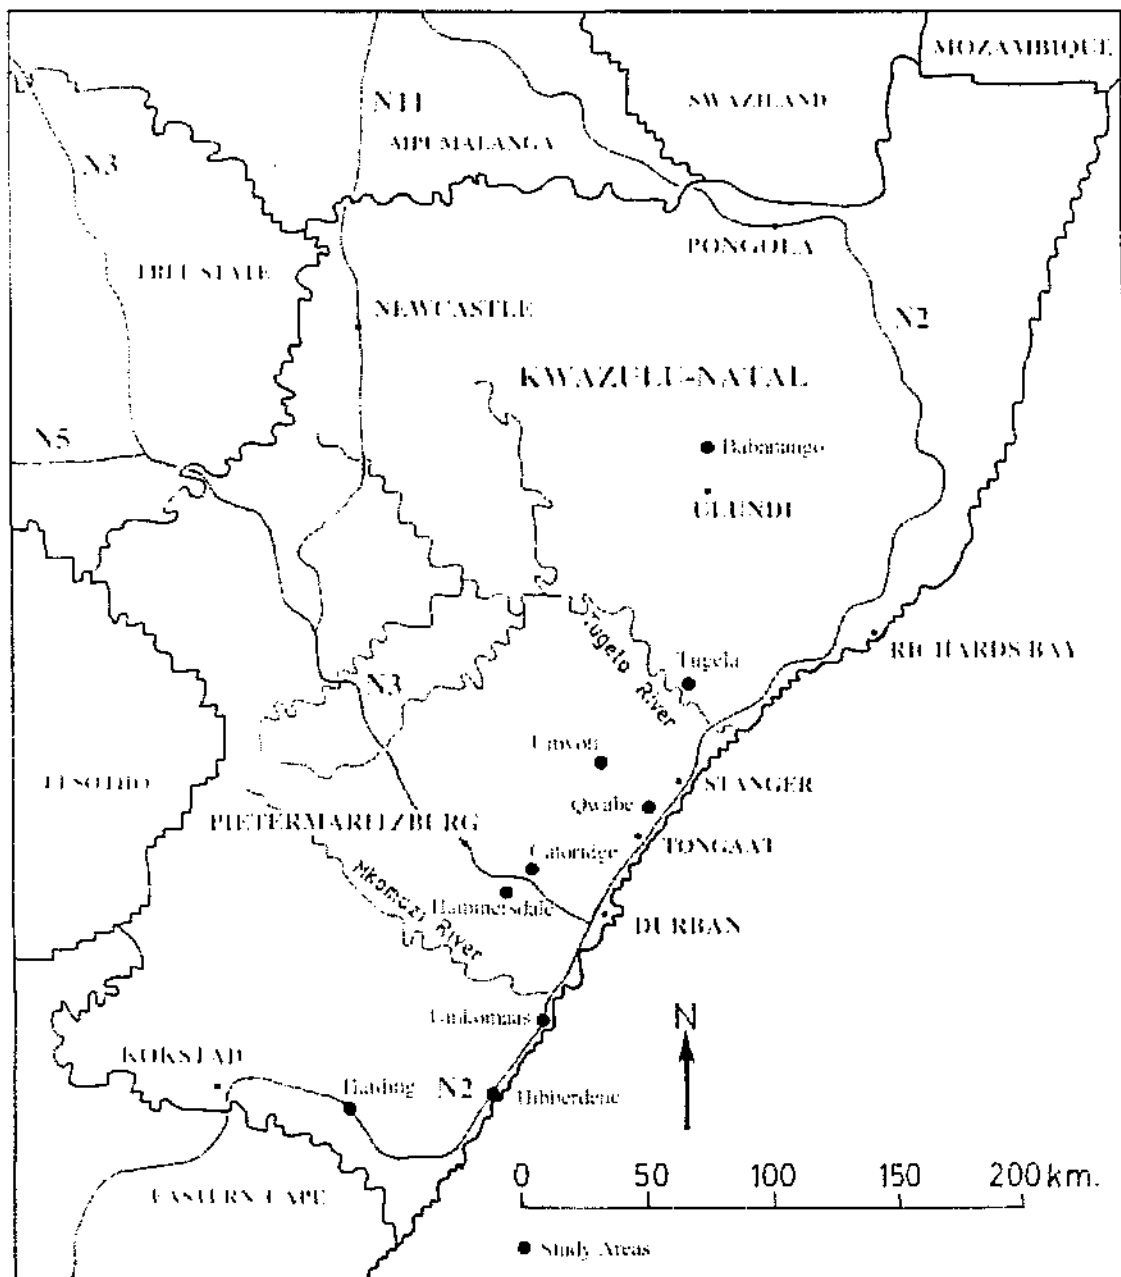 MOZAMBIQUE
SWAZILAND
N11
MPUMALANGA
N3
PONGOLA
FREE STATE
NEWCASTLE
N2
KWAZULU-NATAL
N5
Babanango
ULUNDI
Tugela River
RICHARDS BAY
Tugela
N3
Umvoti
LESOTHO
STANGER
Qwabe
PIETERMARITZBURG
TONGAAT
Catoridge
Mkomazi River
Hammersdale
DURBAN
N
Umkomaas
KOKSTAD
Harding
N2
Hibberdene
EASTERN CAPE
0 50 100 150 200 km.
Study Areas